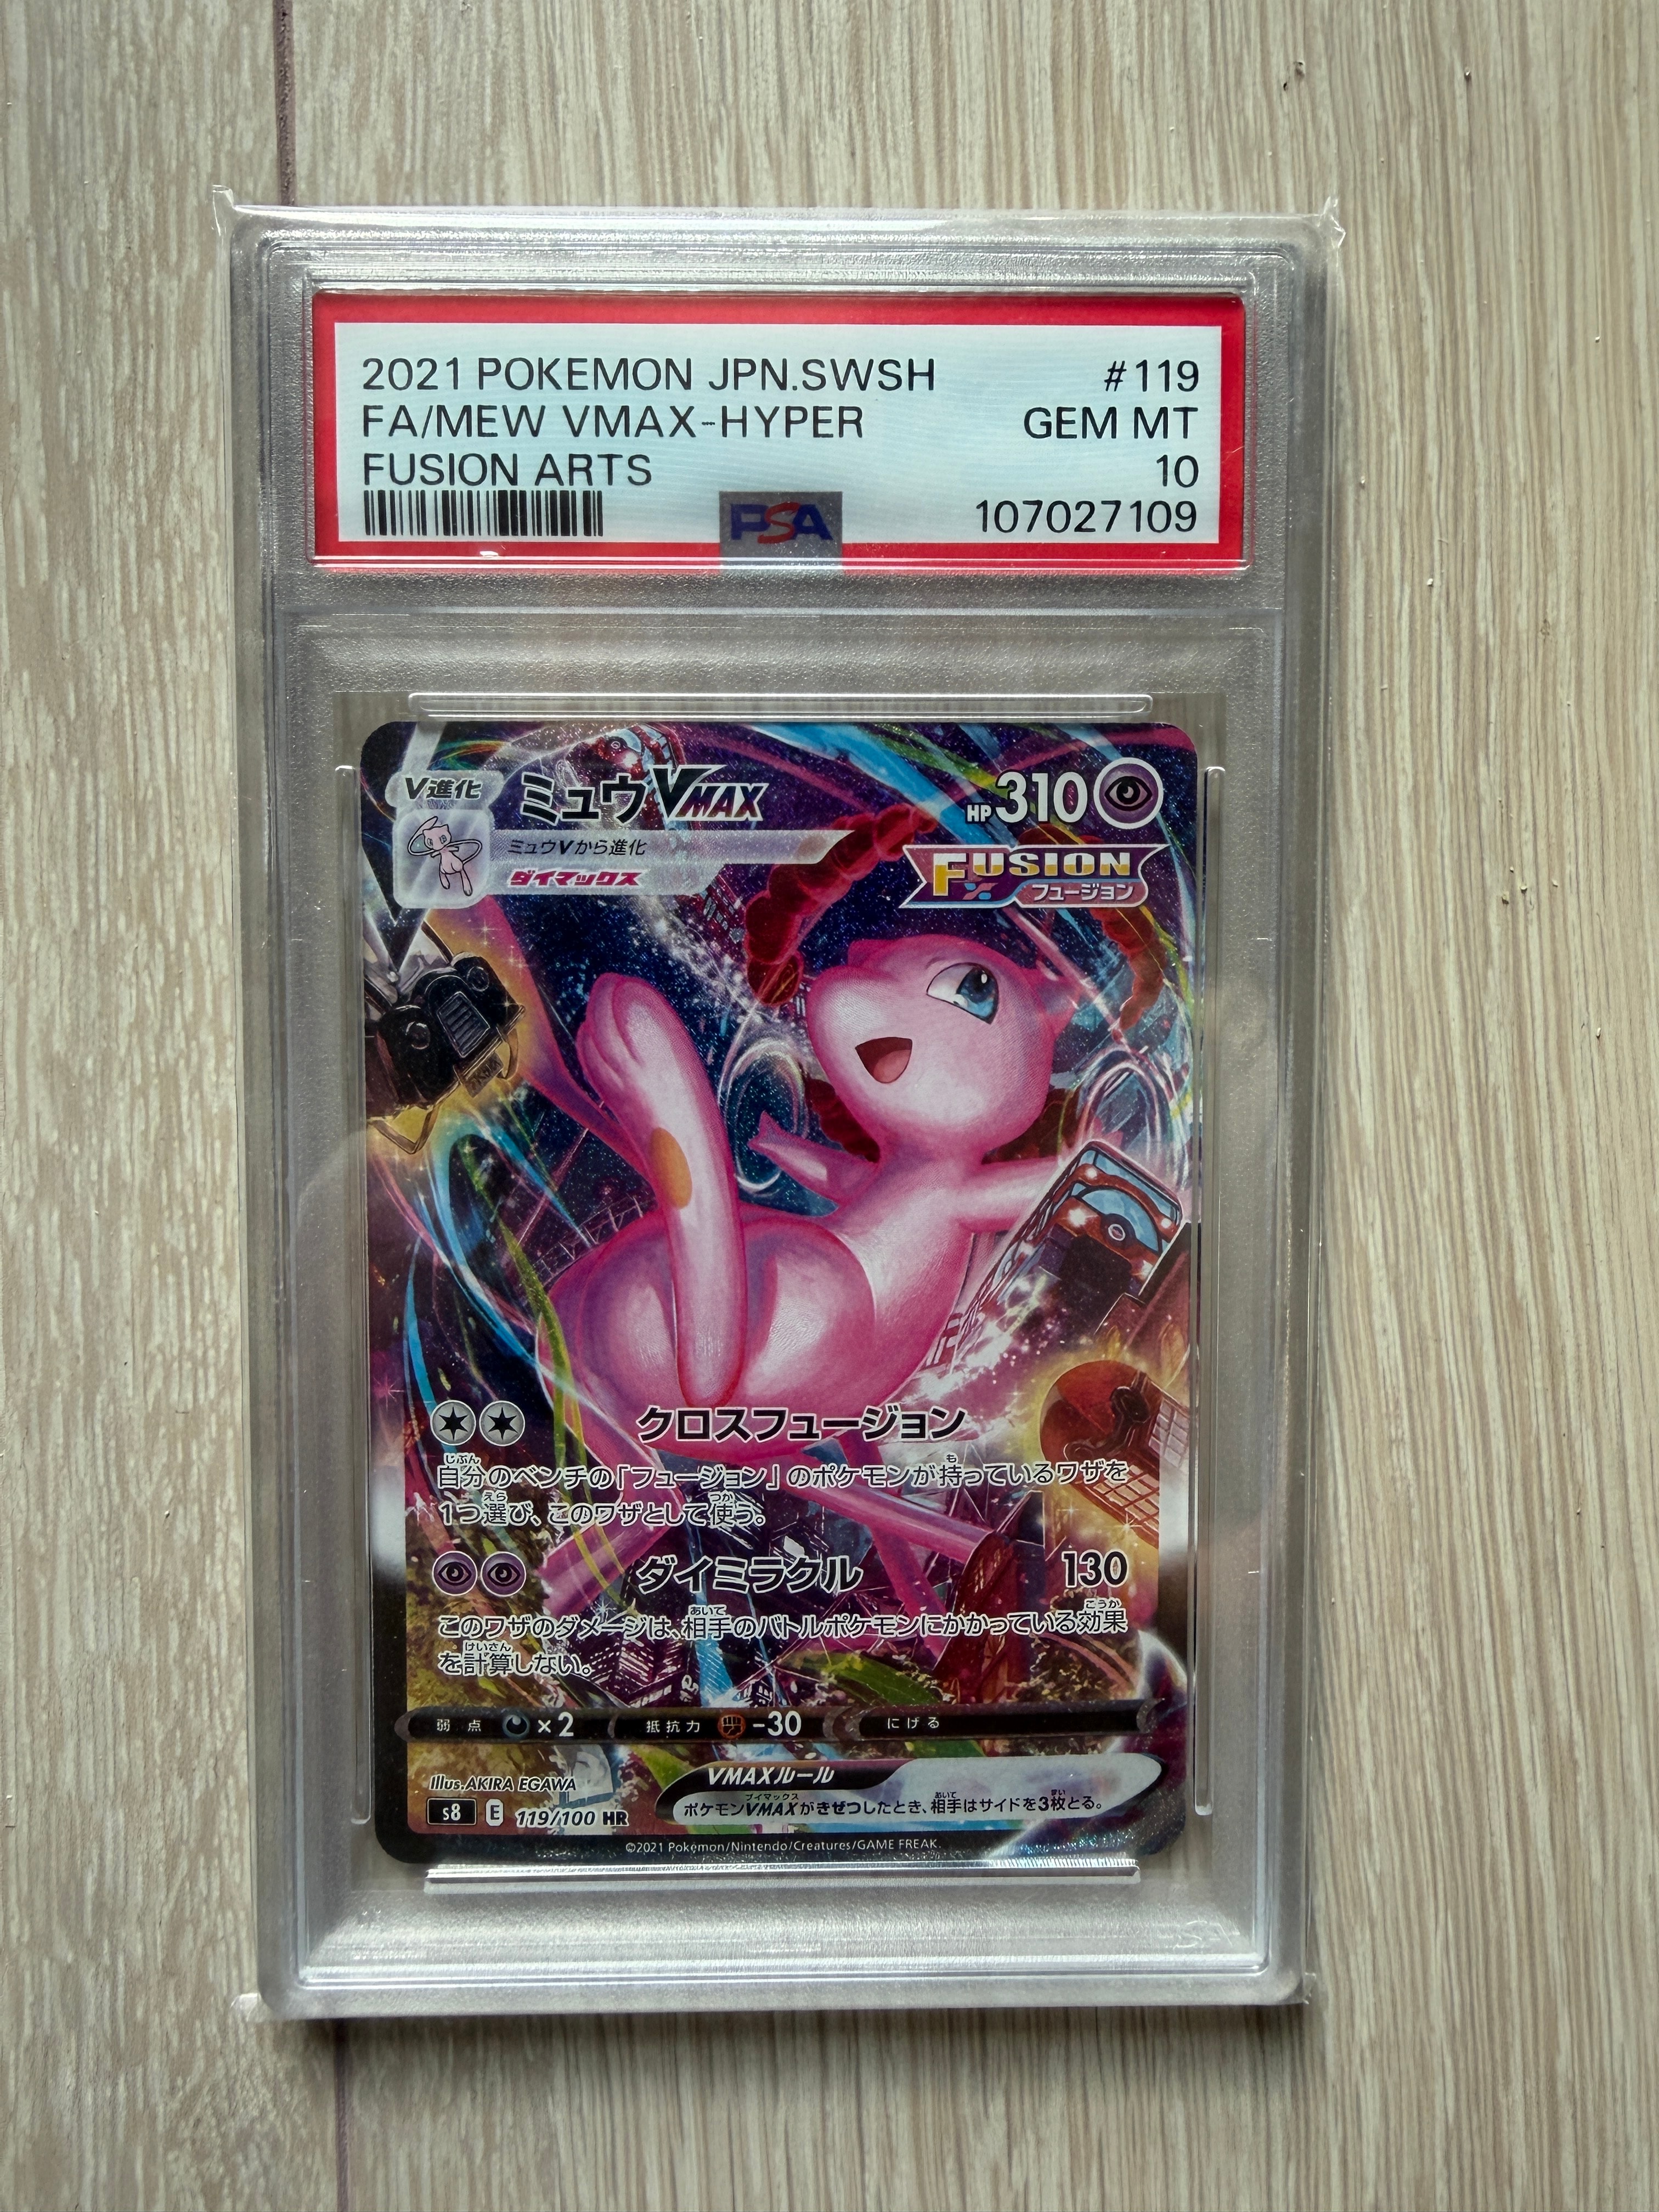 2021 POKEMON JPN.SWSH #119
FA/MEW VMAX-HYPER GEM MT
FUSION ARTS 10
PSA 107027109
V進化 ミュウVMAX HP310
ミュウVから進化
ダイマックス
FUSION
フュージョン
クロスフュージョン
自分のベンチの「フュージョン」のポケモンが持っているワザを
1つ選び、このワザとして使う。
ダイミラクル 130
このワザのダメージは、相手のバトルポケモンにかかっている効果
を計算しない。
弱点 ×2 抵抗力 -30 にげる
VMAXルール
ポケモンVMAXがきぜつしたとき、相手はサイドを3枚とる。
Illus. AKIRA EGAWA
s8 E 119/100 HR
©2021 Pokémon/Nintendo/Creatures/GAME FREAK.